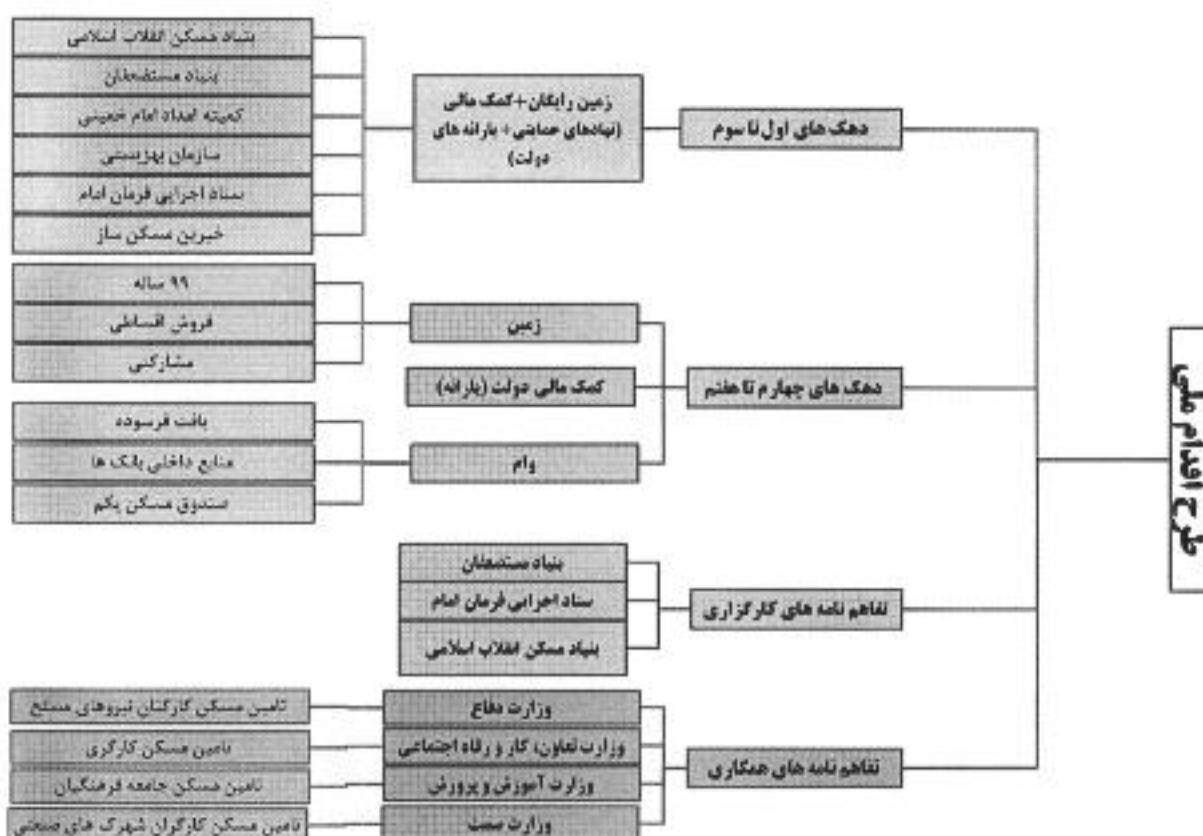 طرح اقدام ملی
دهک های اول تا سوم
زمین رایگان+کمک مالی
(نهادهای حمایتی+ یارانه های
دولت)
بنیاد مسکن انقلاب اسلامی
بنیاد مستضعفان
کمیته امداد امام خمینی
سازمان بهزیستی
ستاد اجرایی فرمان امام
خیرین مسکن ساز
دهک های چهارم تا هفتم
زمین
۹۹ ساله
فروش اقساطی
مشارکتی
کمک مالی دولت (یارانه)
وام
بافت فرسوده
منابع داخلی بانک ها
صندوق مسکن یکم
تفاهم نامه های کارگزاری
بنیاد مستضعفان
ستاد اجرایی فرمان امام
بنیاد مسکن انقلاب اسلامی
تفاهم نامه های همکاری
وزارت دفاع
تامین مسکن کارکنان نیروهای مسلح
وزارت تعاون، کار و رفاه اجتماعی
تامین مسکن کارگری
وزارت آموزش و پرورش
تامین مسکن جامعه فرهنگیان
وزارت صمت
تامین مسکن کارگران شهرک های صنعتی